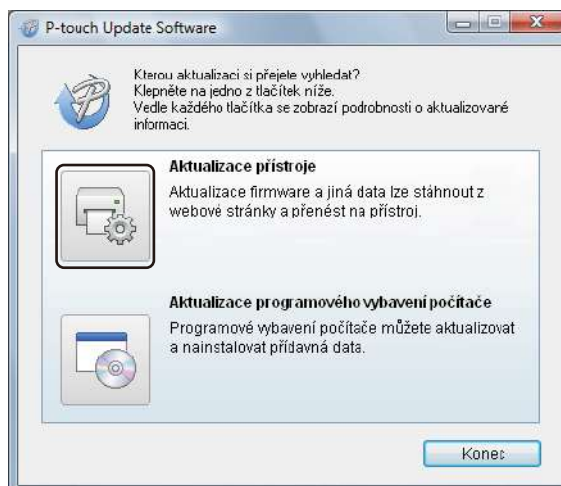 P-touch Update Software
Kterou aktualizaci si přejete vyhledat?
Klepněte na jedno z tlačítek níže.
Vedle každého tlačítka se zobrazí podrobnosti o aktualizované
informaci.
Aktualizace přístroje
Aktualizace firmware a jiná data lze stáhnout z
webové stránky a přenést na přístroj.
Aktualizace programového vybavení počítače
Programové vybavení počítače můžete aktualizovat
a nainstalovat přídavná data.
Konec